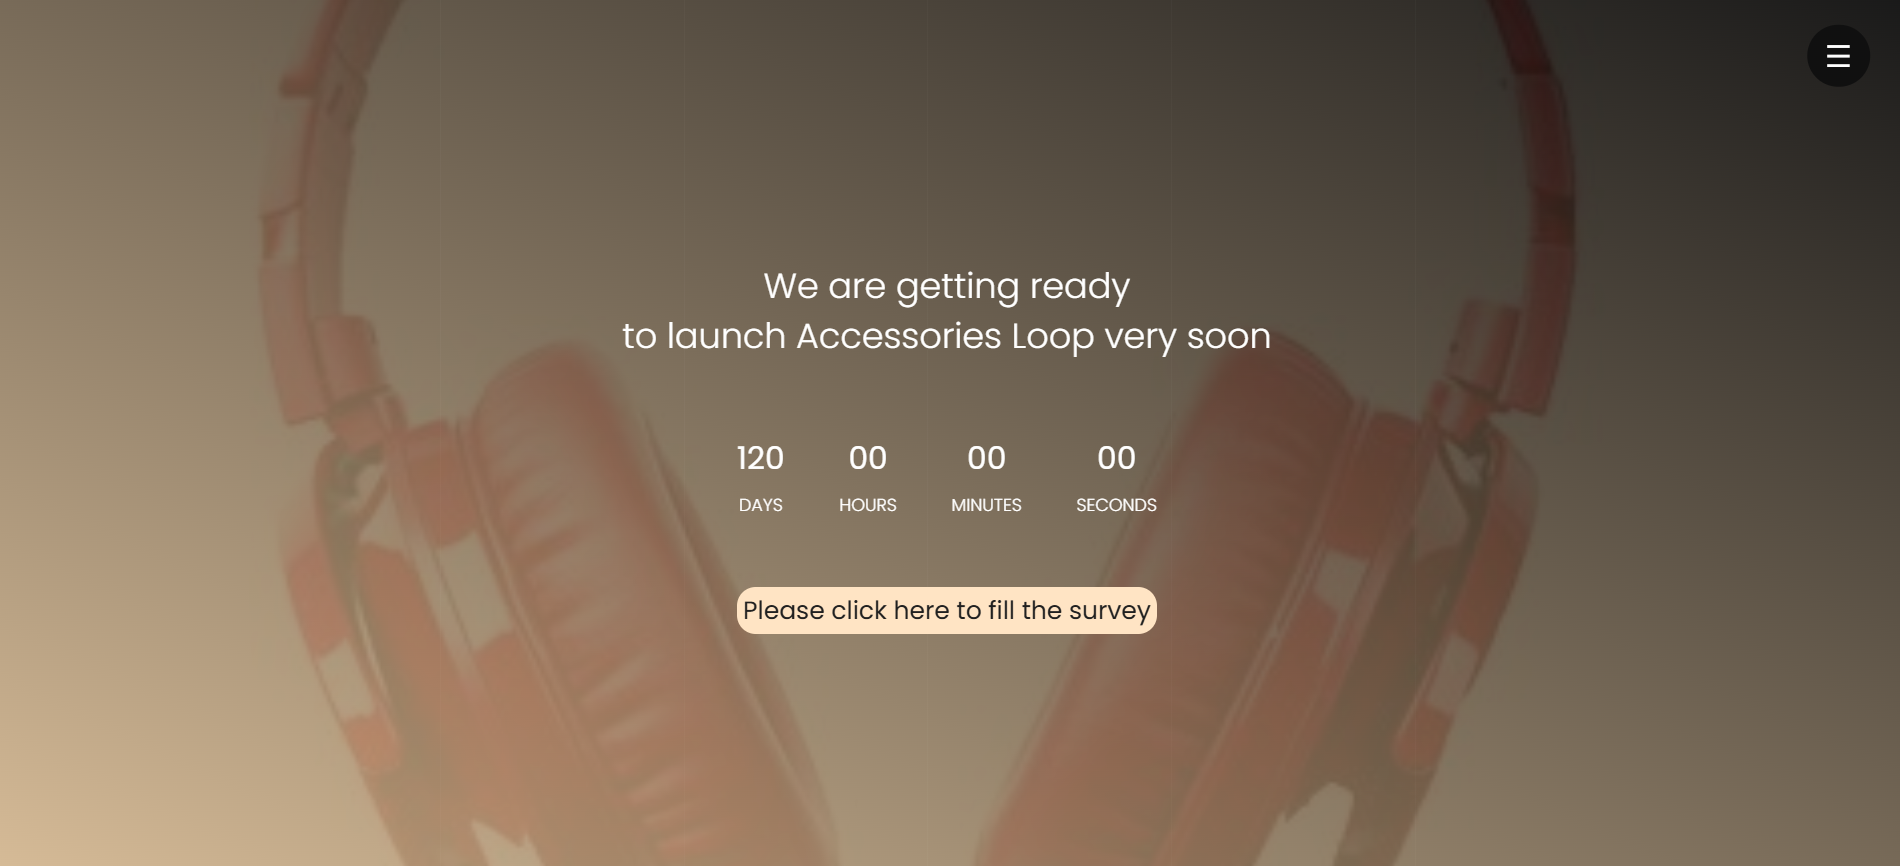 We are getting ready
to launch Accessories Loop very soon
120 00 00 00
DAYS HOURS MINUTES SECONDS
Please click here to fill the survey